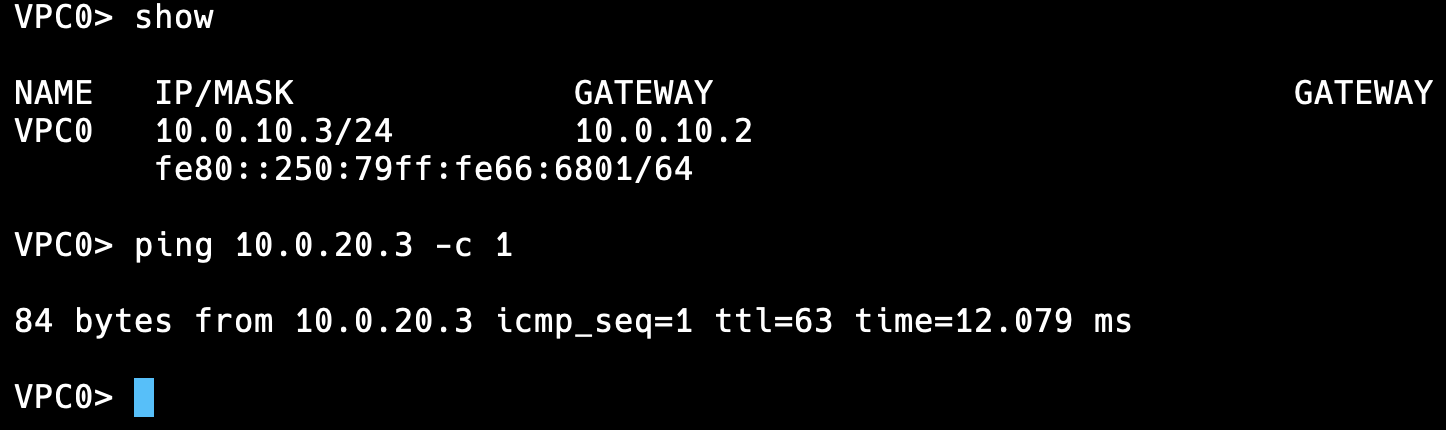 VPC0> show
NAME   IP/MASK              GATEWAY                             GATEWAY
VPC0   10.0.10.3/24         10.0.10.2
       fe80::250:79ff:fe66:6801/64
VPC0> ping 10.0.20.3 -c 1
84 bytes from 10.0.20.3 icmp_seq=1 ttl=63 time=12.079 ms
VPC0>